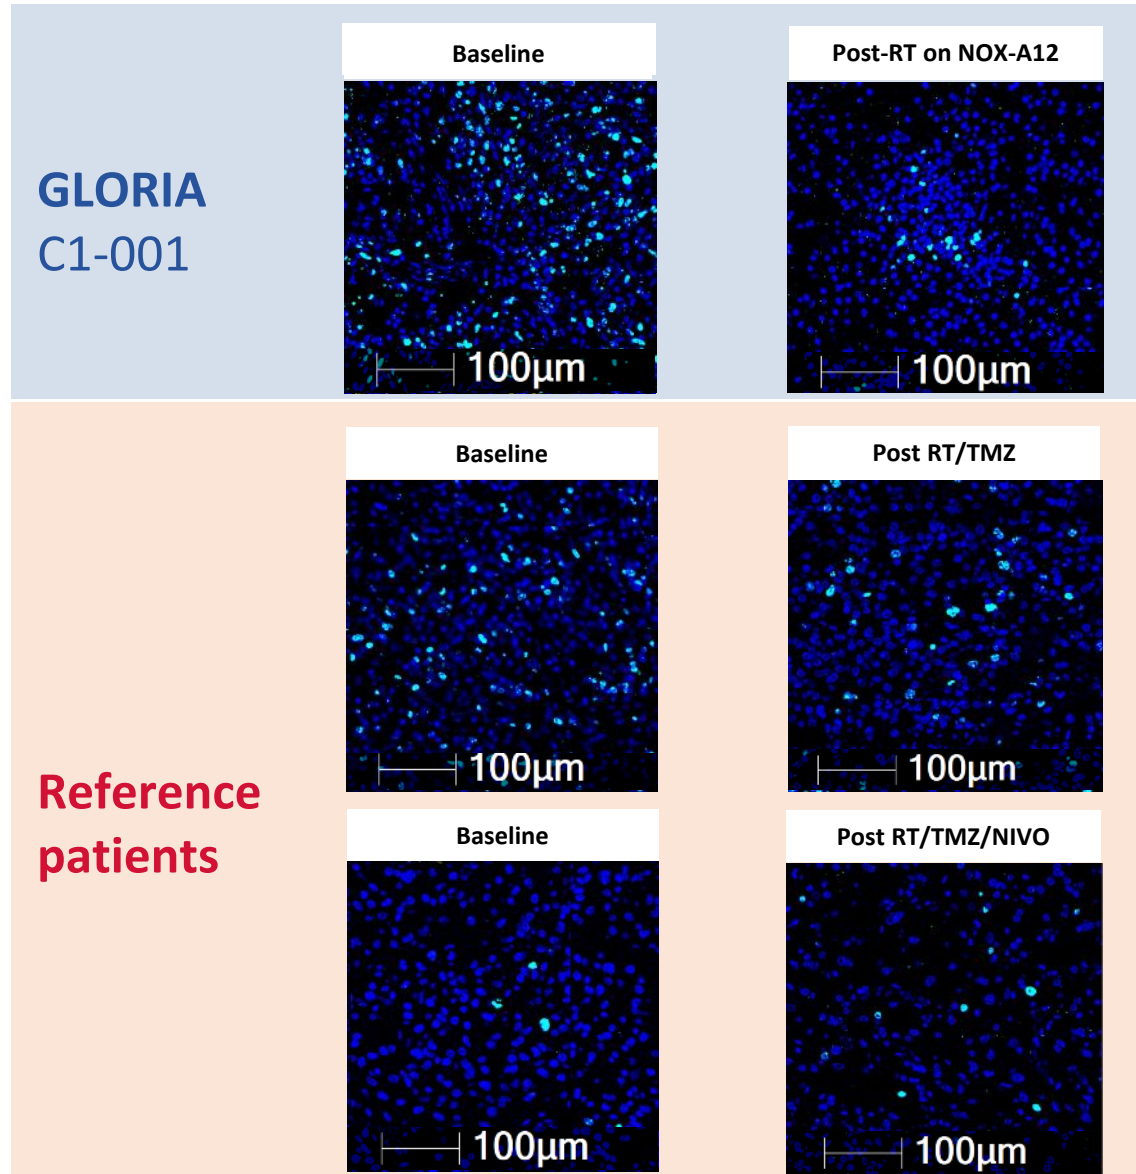 Baseline
Post-RT on NOX-A12
GLORIA
C1-001
100µm
100µm
Baseline
Post RT/TMZ
100µm
100µm
Reference
patients
Baseline
Post RT/TMZ/NIVO
100µm
100µm